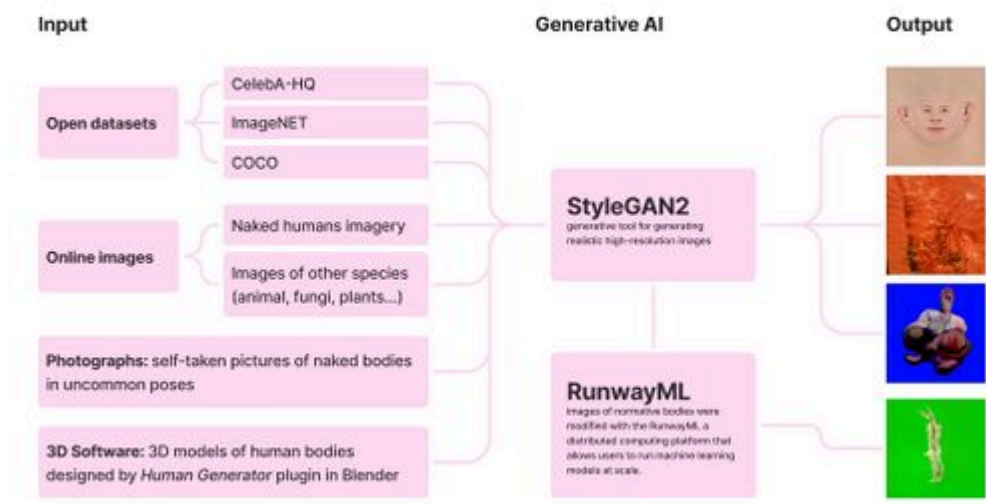 Input
Generative AI
Output
Open datasets
CelebA-HQ
ImageNET
COCO
Online images
Naked humans imagery
Images of other species
(animal, fungi, plants...)
Photographs: self-taken pictures of naked bodies
in uncommon poses
3D Software: 3D models of human bodies
designed by Human Generator plugin in Blender
StyleGAN2
generative tool for generating
realistic high-resolution images
RunwayML
images of normative bodies were
modified with the RunwayML a
distributed computing platform that
allows users to run machine learning
models at scale.